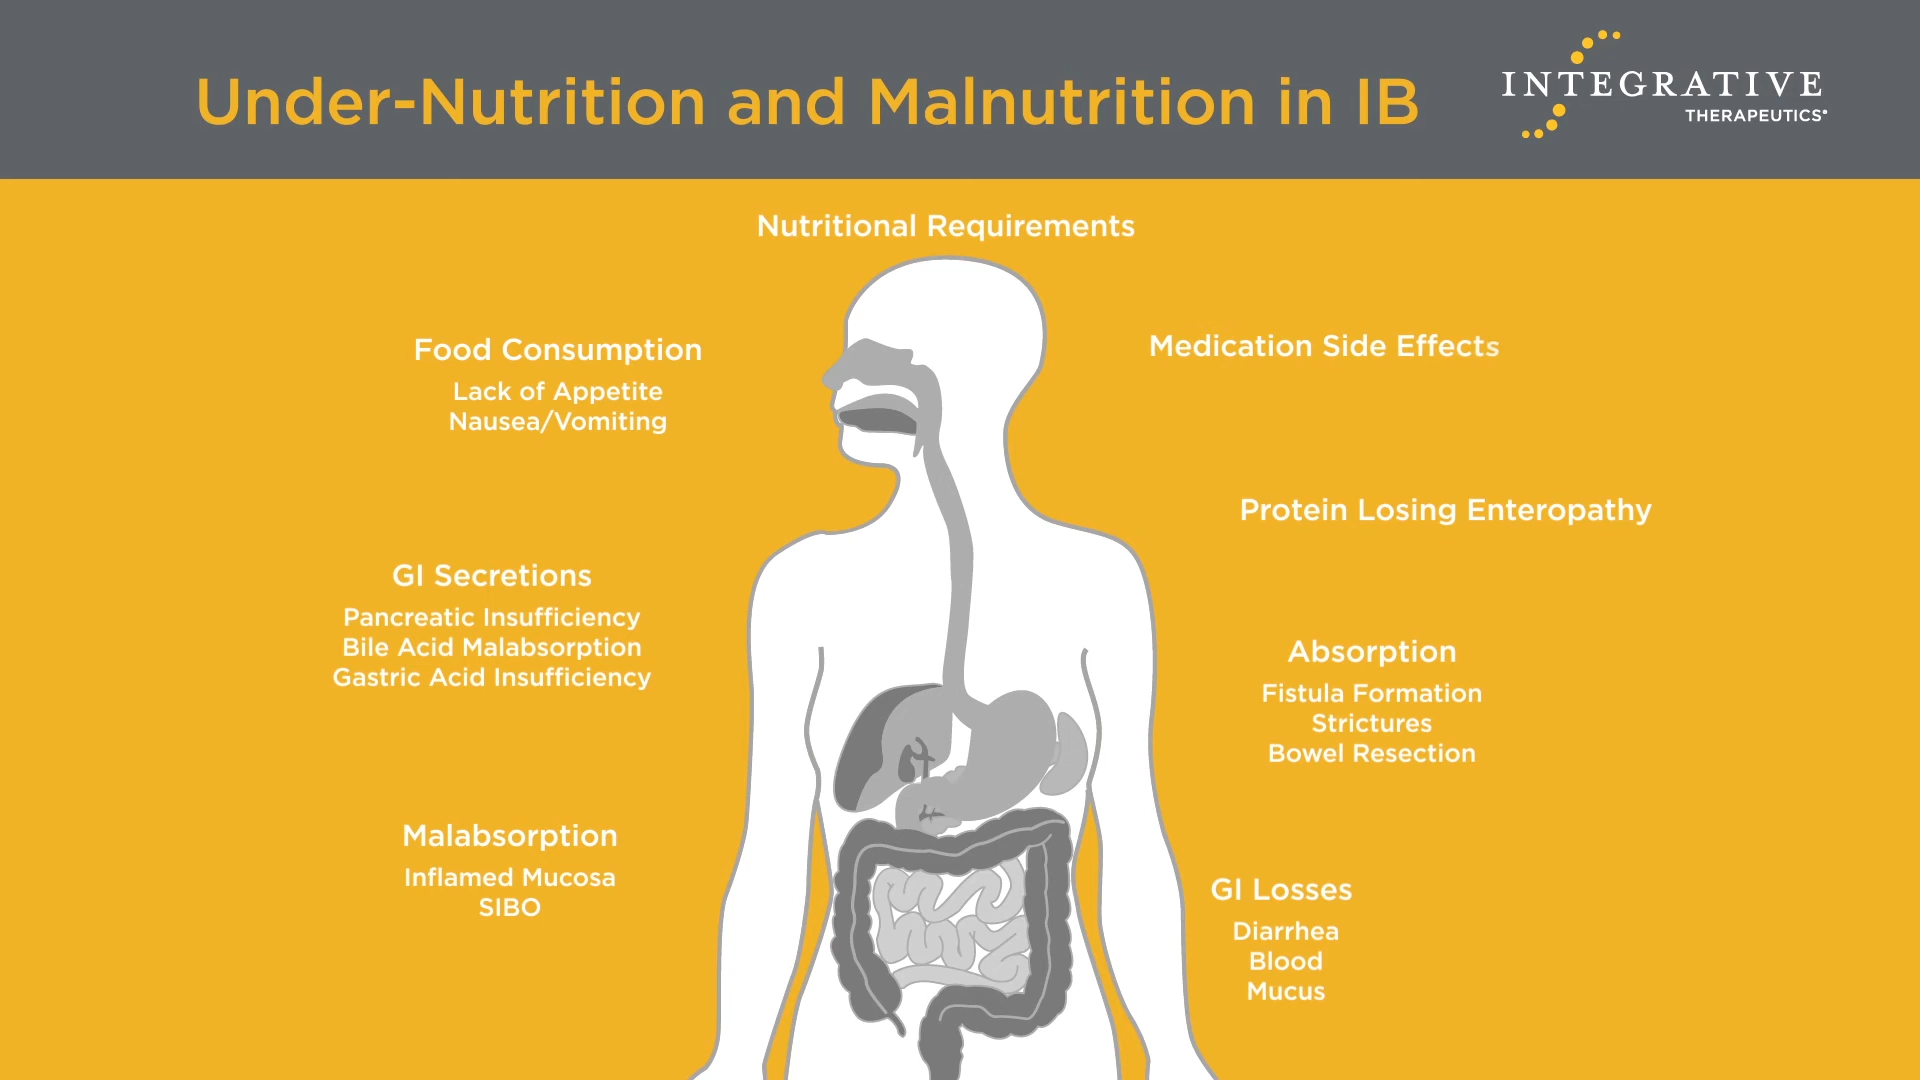 Under-Nutrition and Malnutrition in IB
INTEGRATIVE
THERAPEUTICS®
Nutritional Requirements
Food Consumption
Lack of Appetite
Nausea/Vomiting
Medication Side Effects
Protein Losing Enteropathy
GI Secretions
Pancreatic Insufficiency
Bile Acid Malabsorption
Gastric Acid Insufficiency
Absorption
Fistula Formation
Strictures
Bowel Resection
Malabsorption
Inflamed Mucosa
SIBO
GI Losses
Diarrhea
Blood
Mucus